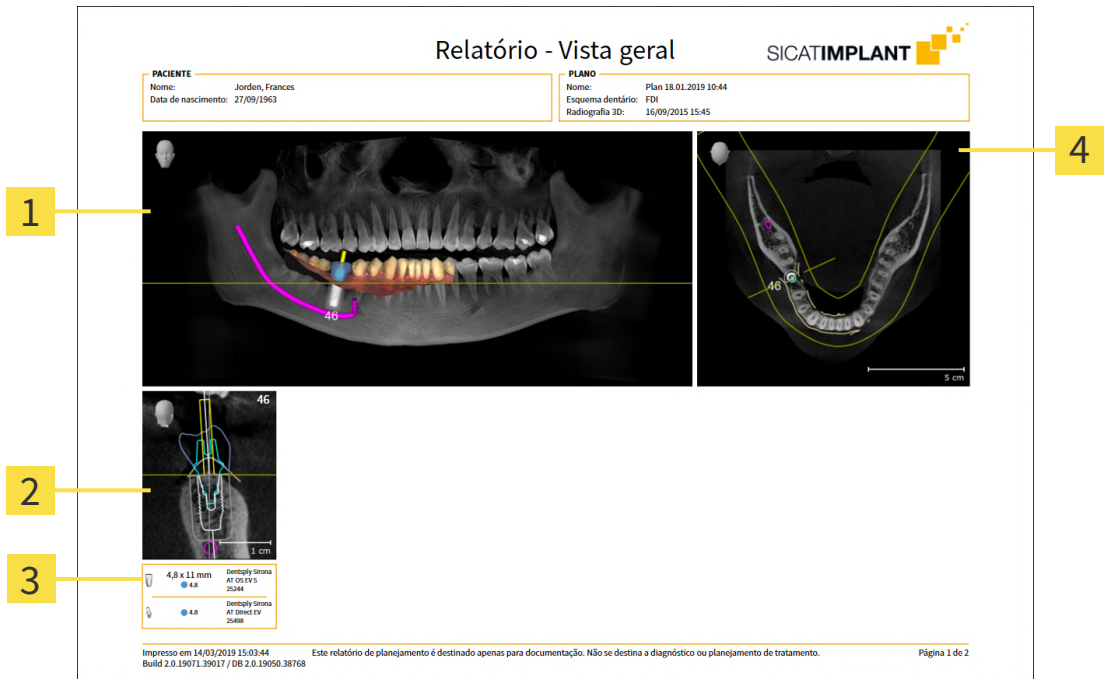 Relatório - Vista geral
SICATIMPLANT
PACIENTE
Nome: Jorden, Frances
Data de nascimento: 27/09/1963
PLANO
Nome: Plan 18.01.2019 10:44
Esquema dentário: FDI
Radiografia 3D: 16/09/2015 15:45
1
46
4
46
5 cm
2
46
1 cm
3
4,8 x 11 mm
4.8
Dentsply Sirona
AT OS EV S
25244
4.8
Dentsply Sirona
AT Direct EV
25498
Impresso em 14/03/2019 15:03:44
Build 2.0.19071.39017 / DB 2.0.19050.38768
Este relatório de planejamento é destinado apenas para documentação. Não se destina a diagnóstico ou planejamento de tratamento.
Página 1 de 2